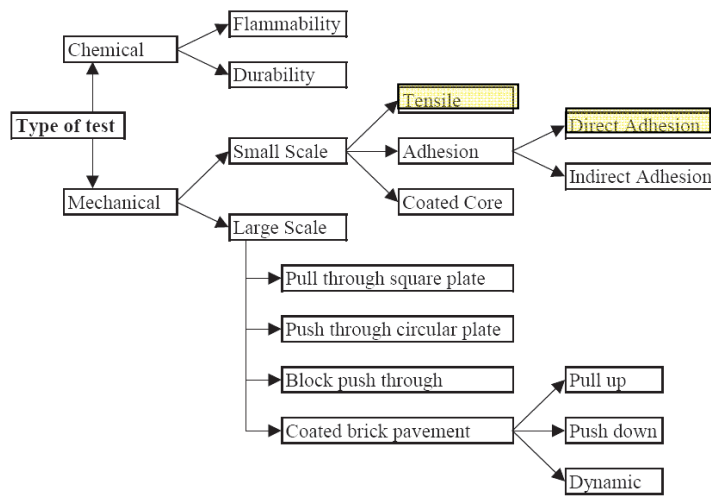 Flammability
Chemical
Durability
Tensile
Type of test
Direct Adhesion
Small Scale
Adhesion
Indirect Adhesion
Mechanical
Coated Core
Large Scale
Pull through square plate
Push through circular plate
Block push through
Pull up
Coated brick pavement
Push down
Dynamic